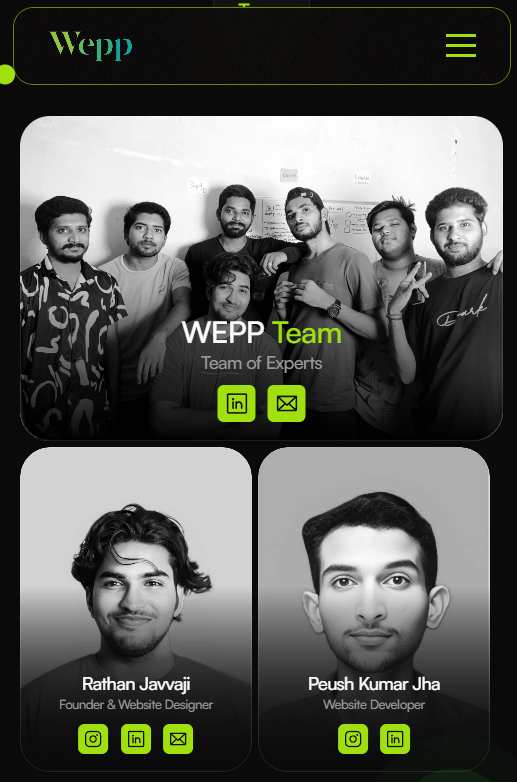 Wepp
WEPP Team
Team of Experts
Rathan Javvaji
Founder & Website Designer
Peush Kumar Jha
Website Developer